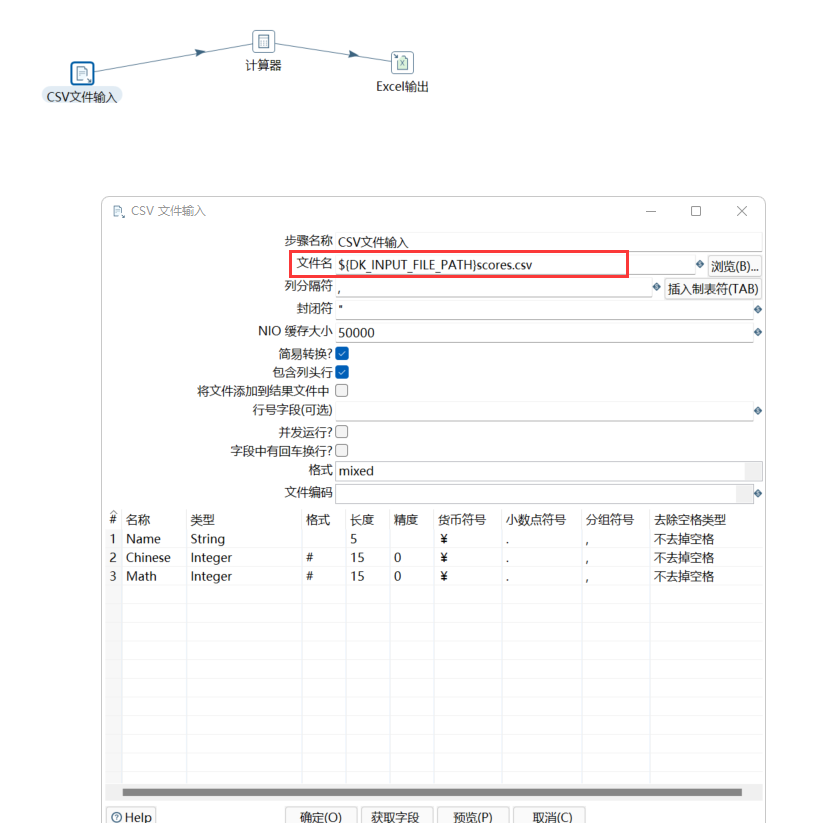 计算器
Excel输出
CSV文件输入
CSV 文件输入
步骤名称 CSV文件输入
文件名 ${DK_INPUT_FILE_PATH}scores.csv 浏览(B)...
列分隔符 , 插入制表符(TAB)
封闭符 "
NIO 缓存大小 50000
简易转换?
包含列头行
将文件添加到结果文件中
行号字段(可选)
并发运行?
字段中有回车换行?
格式 mixed
文件编码
# 名称 类型 格式 长度 精度 货币符号 小数点符号 分组符号 去除空格类型
1 Name String 5 ¥ . , 不去掉空格
2 Chinese Integer # 15 0 ¥ . , 不去掉空格
3 Math Integer # 15 0 ¥ . , 不去掉空格
Help 确定(O) 获取字段 预览(P) 取消(C)